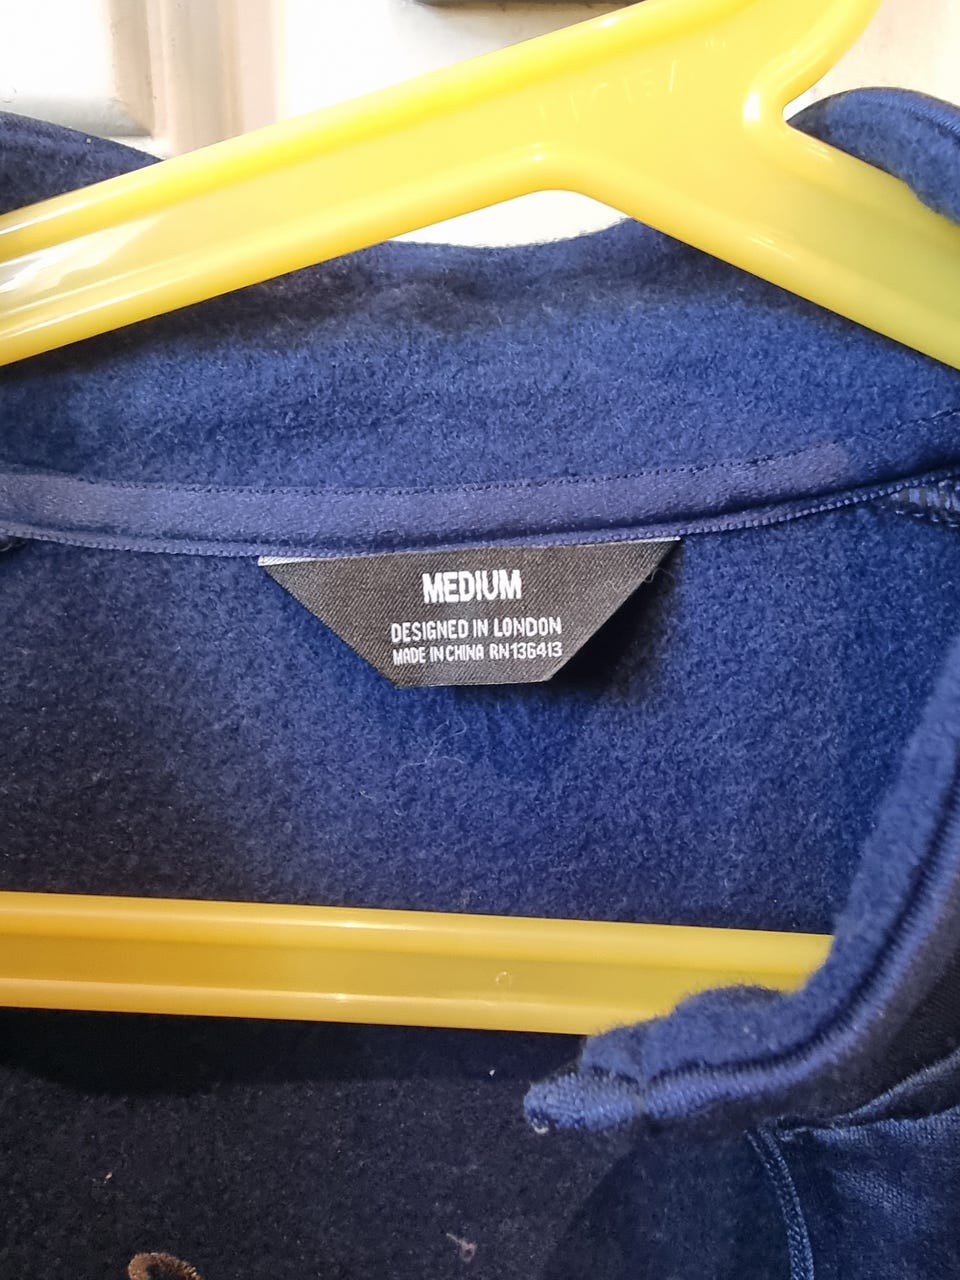 MEDIUM
DESIGNED IN LONDON
MADE IN CHINA RN136413